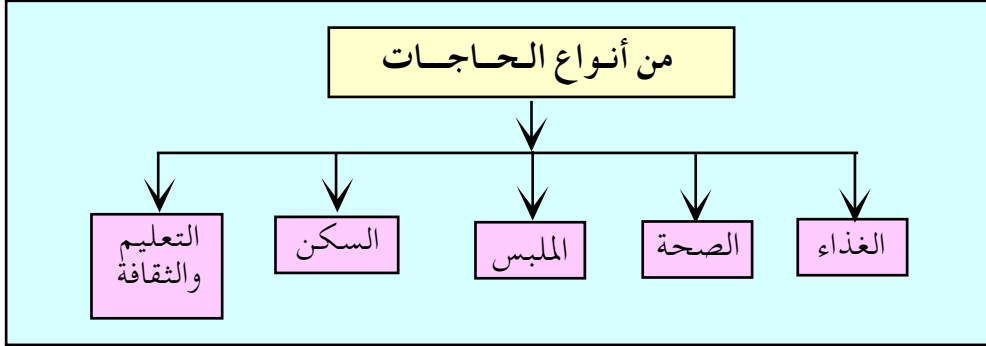 من أنواع الحاجات
الغذاء
الصحة
الملبس
السكن
التعليم
والثقافة